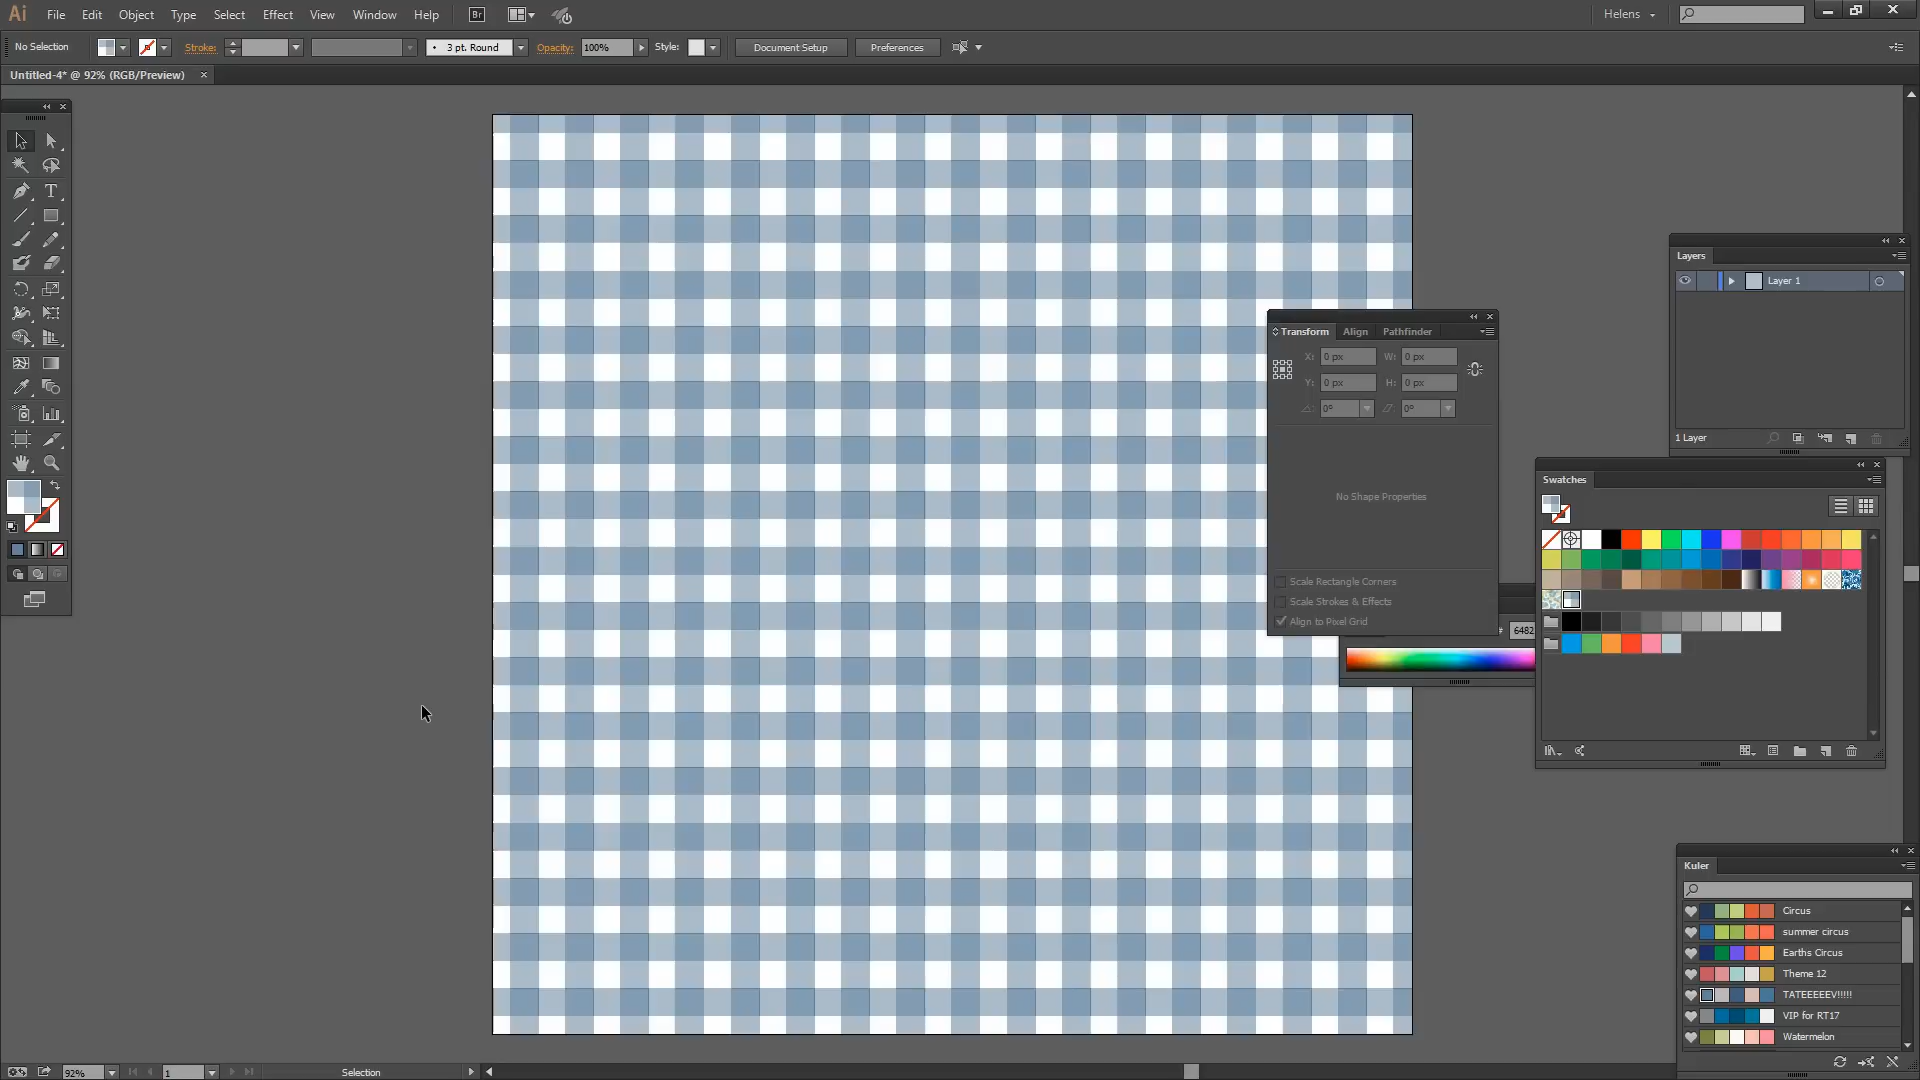 Ai File Edit Object Type Select Effect View Window Help Br Helens
No Selection Stroke: 3 pt. Round Opacity: 100% Style: Document Setup Preferences
Untitled-4* @ 92% (RGB/Preview)
Layers
Layer 1
1 Layer
Transform Align Pathfinder
X: 0 px W: 0 px
Y: 0 px H: 0 px
0° 0°
No Shape Properties
Scale Rectangle Corners
Scale Strokes & Effects
Align to Pixel Grid
# 6482
Swatches
Kuler
Circus
summer circus
Earths Circus
Theme 12
TATEEEEEV!!!!!
VIP for RT17
Watermelon
92% 1 Selection